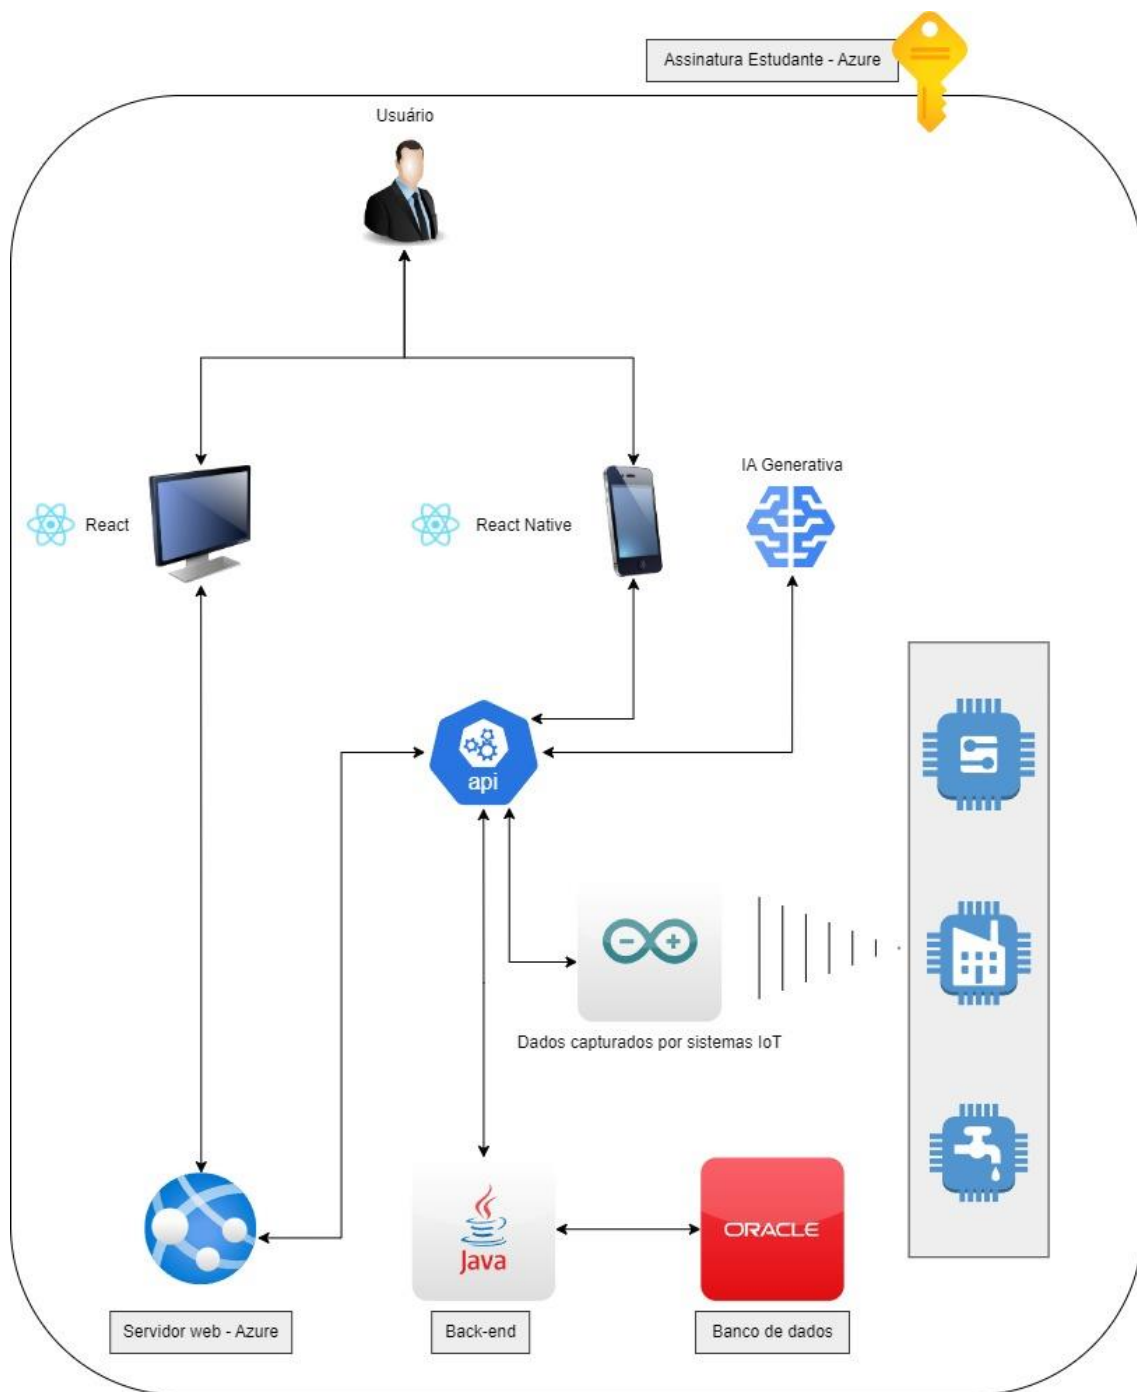 Assinatura Estudante - Azure
Usuário
IA Generativa
React
React Native
api
Dados capturados por sistemas IoT
Java
ORACLE
Servidor web - Azure
Back-end
Banco de dados